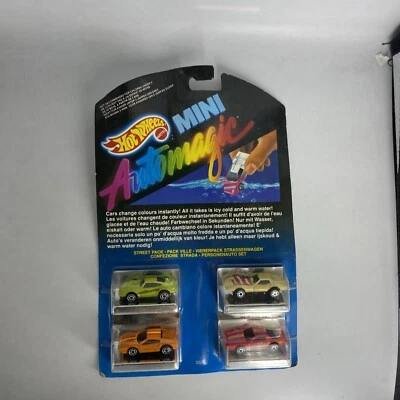 Hot Wheels
MINI
Automagic
Cars change colours instantly! All it takes is icy cold and warm water!
Les voitures changent de couleur instantanément! Il suffit d'avoir de l'eau
glacée et de l'eau chaude! Farbwechsel in Sekunden! Nur mit Wasser,
eiskalt oder warm! Le auto cambiano colore istantaneamente! E'
necessario solo un po' d'acqua molto fredda e un po' d'acqua tiepida!
Auto's veranderen onmiddelijk van kleur! Je hebt alleen maar ijskoud &
warm water nodig!
STREET PACK · PACK VILLE · VIERERPACK STRASSENWAGEN
CONFEZIONE STRADA · PERSONENAUTO SET